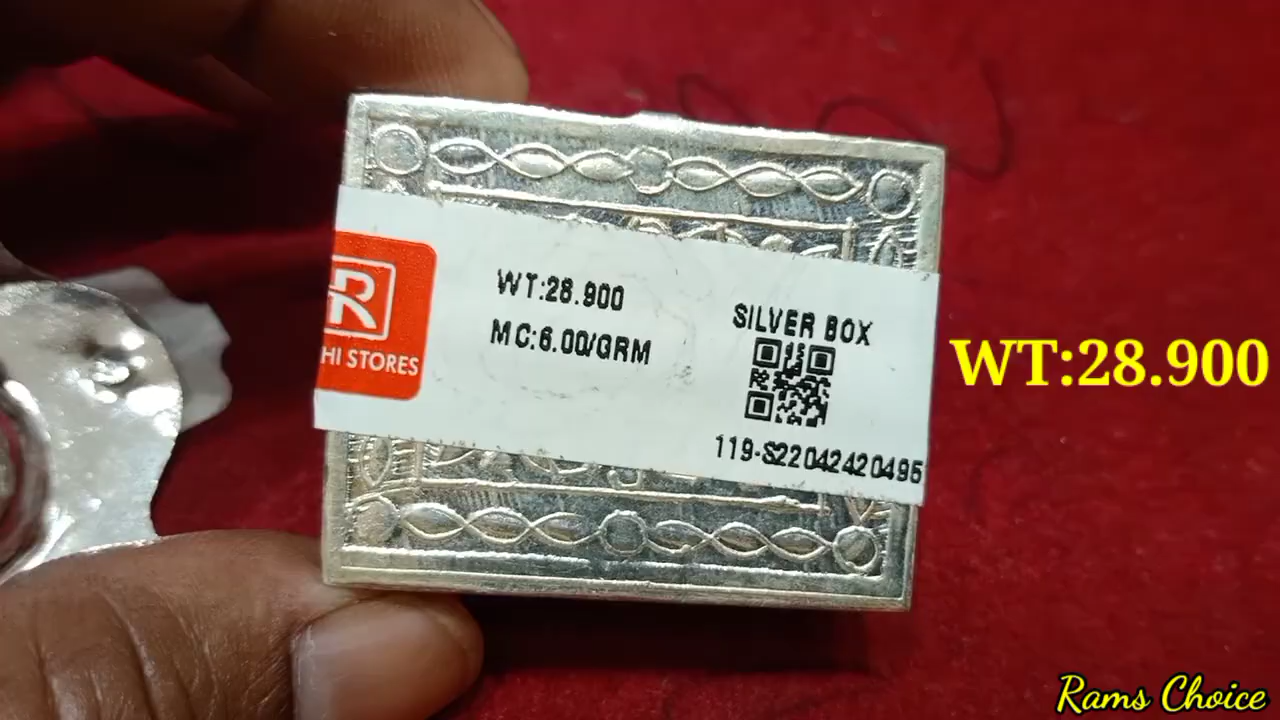 R
HI STORES
WT:28.900
MC:6.00/GRM
SILVER BOX
119-S22042420495
WT:28.900
Rams Choice